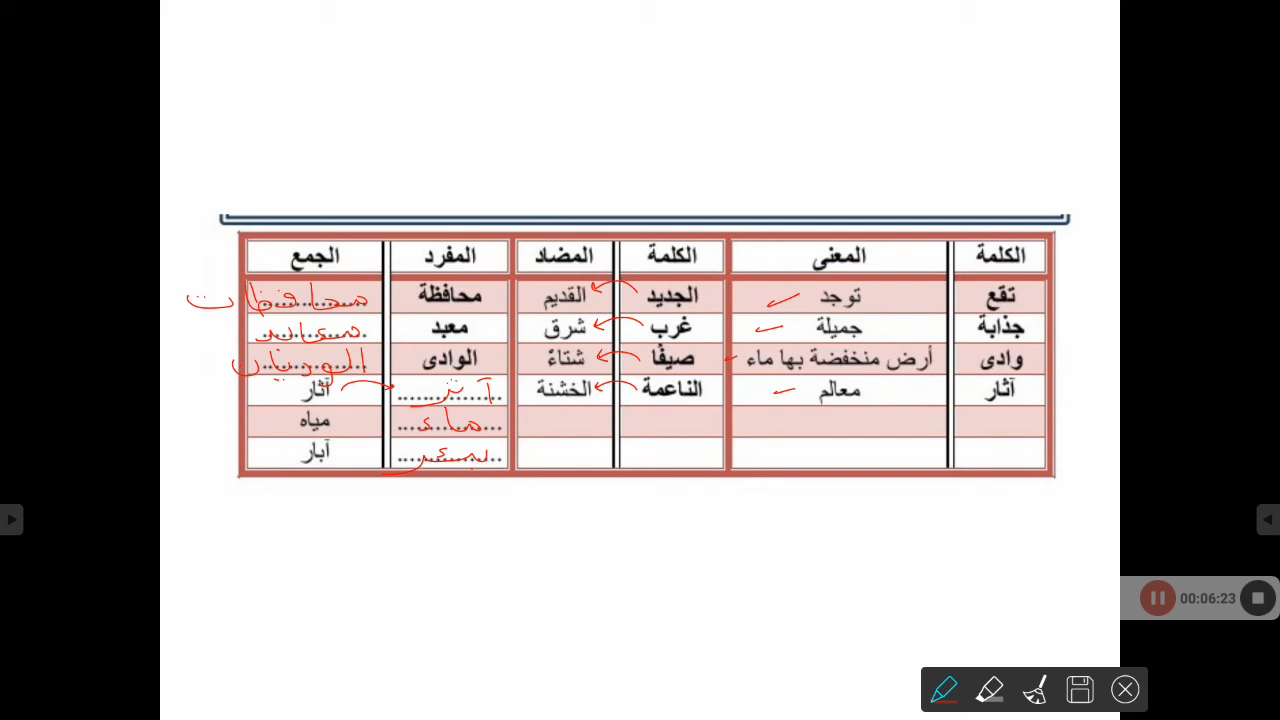 الكلمة المعنى الكلمة المضاد المفرد الجمع
تقع توجد الجديد القديم محافظة محافظات
جذابة جميلة غرب شرق معبد معابد
وادى أرض منخفضة بها ماء صيفًا شتاءً الوادى الوديان
آثار معالم الناعمة الخشنة أثر آثار
ماء مياه
بئر آبار
00:06:23